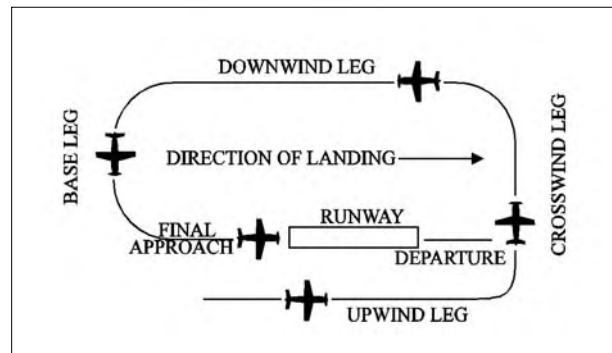 DOWNWIND LEG
BASE LEG
DIRECTION OF LANDING
CROSSWIND LEG
RUNWAY
FINAL
APPROACH
DEPARTURE
UPWIND LEG